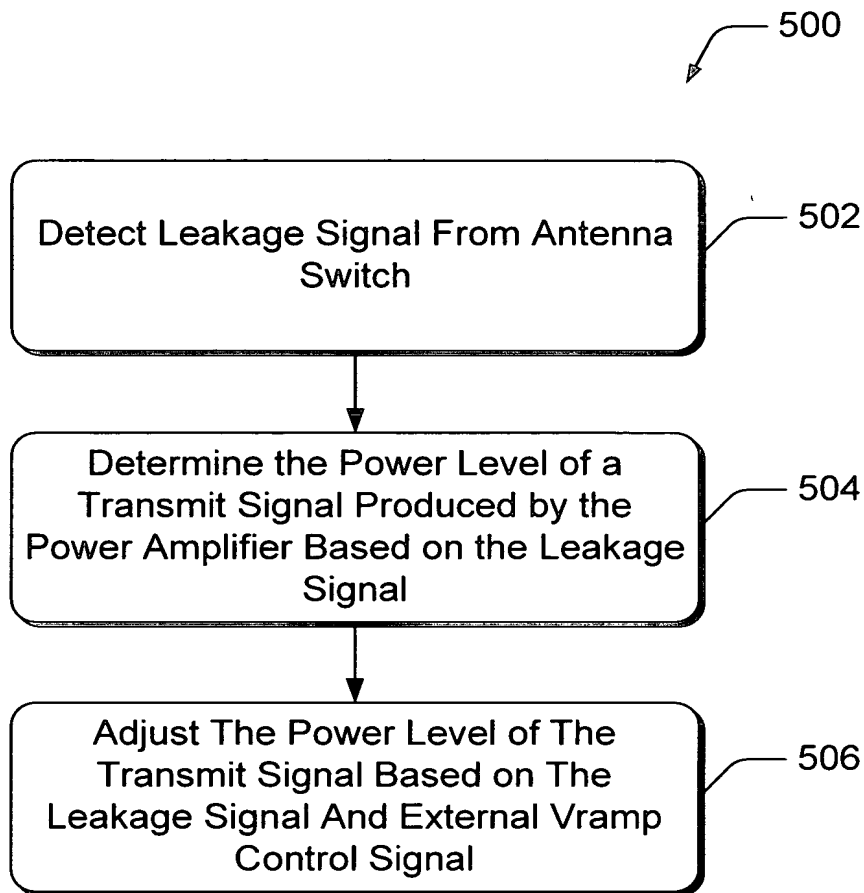 500
Detect Leakage Signal From Antenna
Switch
502
Determine the Power Level of a
Transmit Signal Produced by the
Power Amplifier Based on the Leakage
Signal
504
Adjust The Power Level of The
Transmit Signal Based on The
Leakage Signal And External Vramp
Control Signal
506